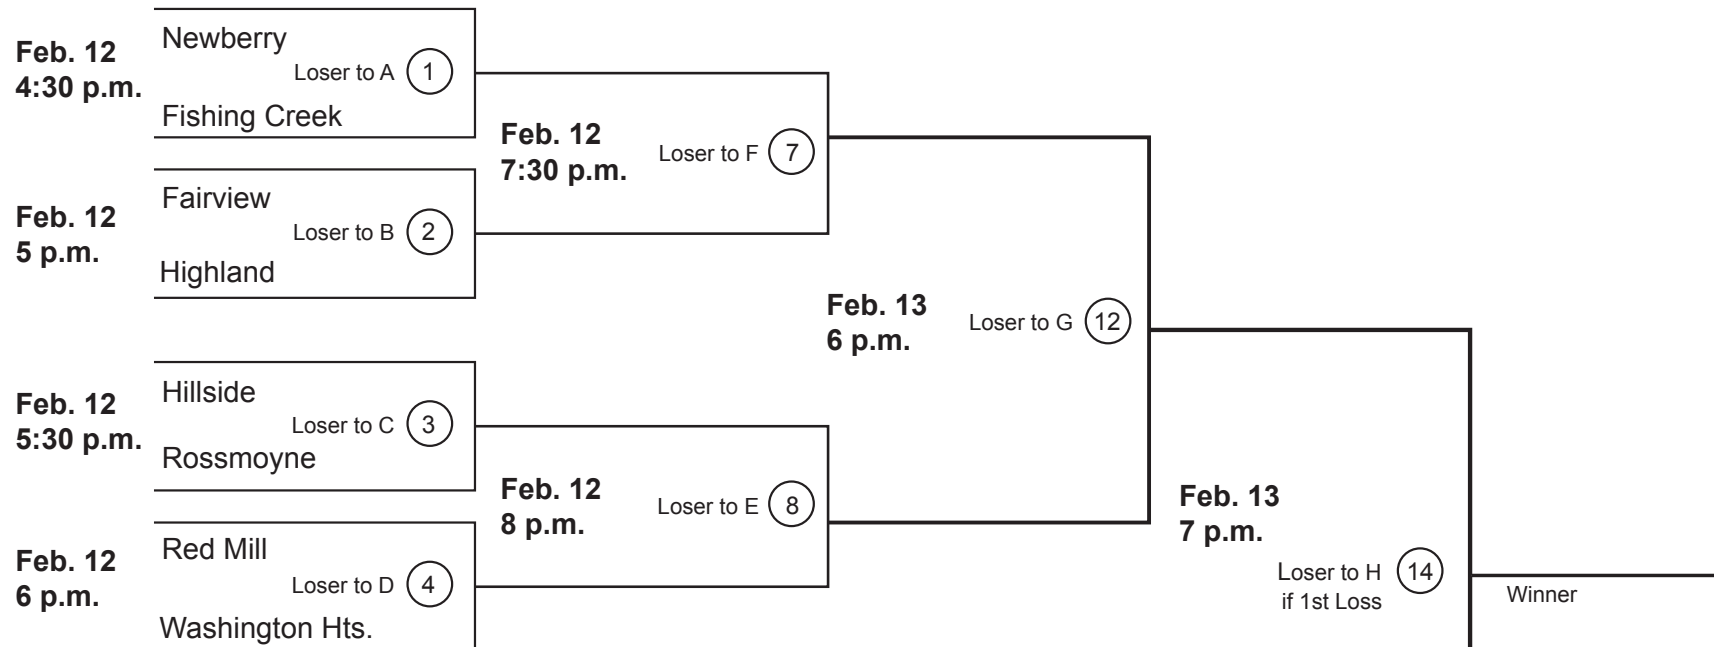 Feb. 12
4:30 p.m.
Newberry
Loser to A 1
Fishing Creek
Feb. 12
7:30 p.m.
Loser to F 7
Feb. 12
5 p.m.
Fairview
Loser to B 2
Highland
Feb. 13
6 p.m.
Loser to G 12
Feb. 12
5:30 p.m.
Hillside
Loser to C 3
Rossmoyne
Feb. 12
8 p.m.
Loser to E 8
Feb. 12
6 p.m.
Red Mill
Loser to D 4
Washington Hts.
Feb. 13
7 p.m.
Loser to H 14
if 1st Loss
Winner